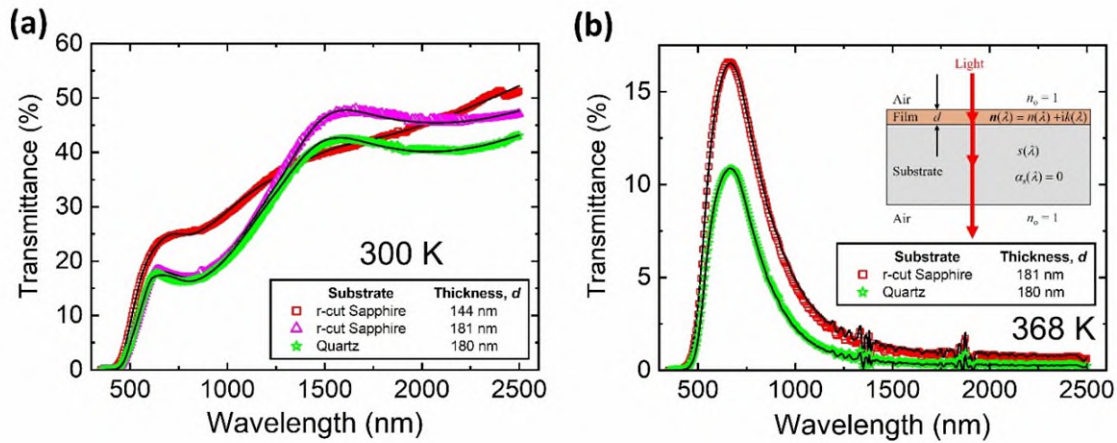 (a)
60
50
40
30
20
10
0
Transmittance (%)
300 K
Substrate Thickness, d
r-cut Sapphire 144 nm
r-cut Sapphire 181 nm
Quartz 180 nm
500 1000 1500 2000 2500
Wavelength (nm)
(b)
15
10
5
0
Transmittance (%)
Light
Air n₀ = 1
Film d n(λ) = n(λ) +ik(λ)
s(λ)
Substrate
αₛ(λ) = 0
Air n₀ = 1
Substrate Thickness, d
r-cut Sapphire 181 nm
Quartz 180 nm
368 K
500 1000 1500 2000 2500
Wavelength (nm)